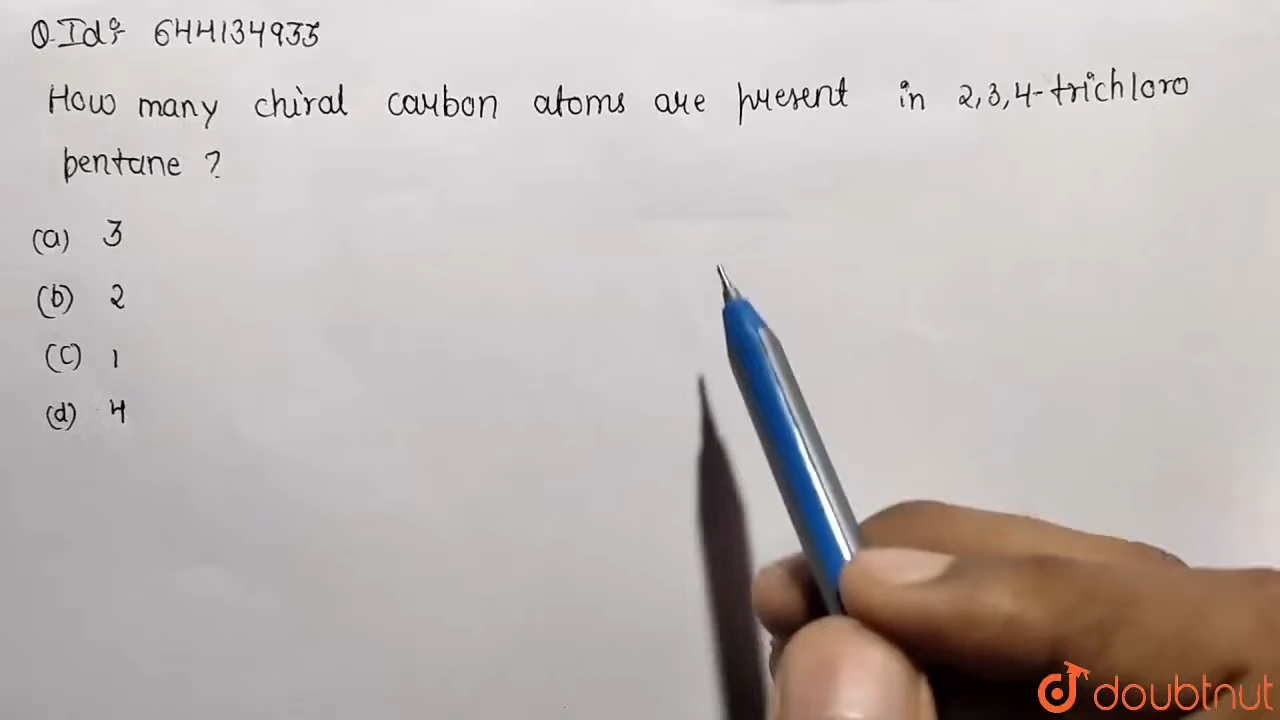 Q.Id:- 644134935
How many chiral carbon atoms are present in 2,3,4-trichloro
pentane ?
(a) 3
(b) 2
(c) 1
(d) 4
doubtnut